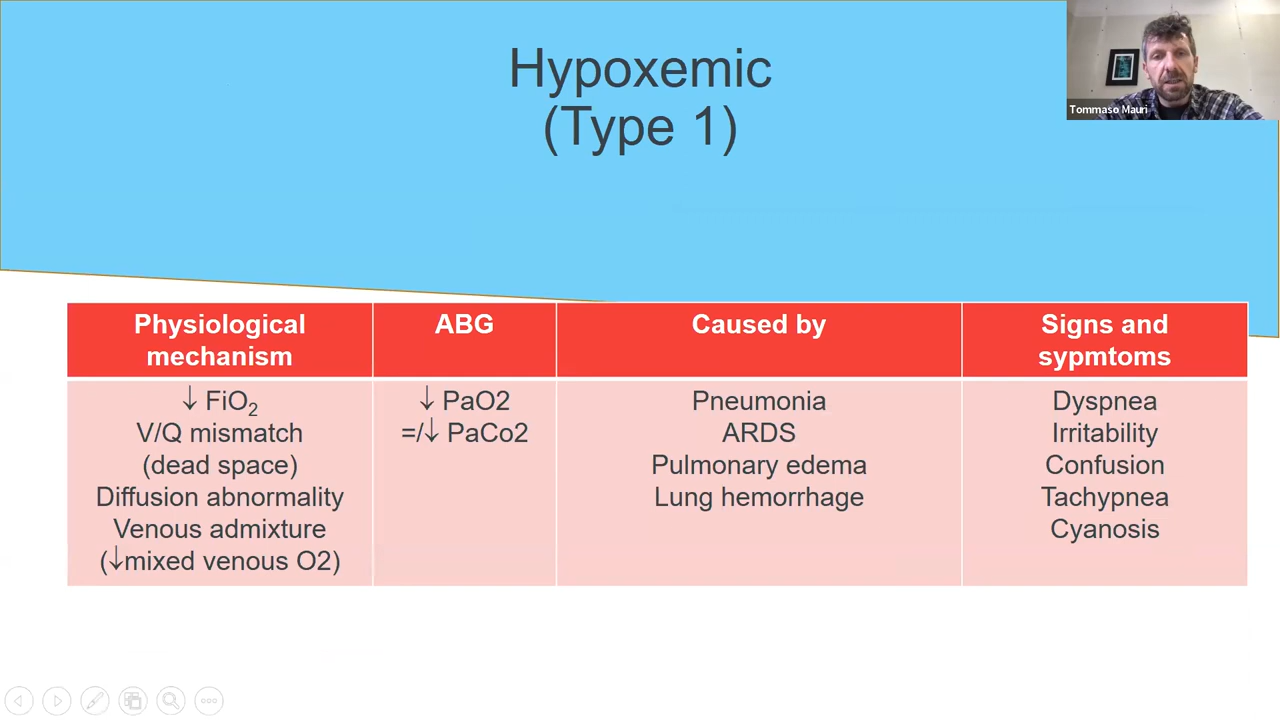 Hypoxemic
(Type 1)
Tommaso Mauri
Physiological
mechanism
ABG
Caused by
Signs and
sypmtoms
↓ FiO₂
V/Q mismatch
(dead space)
Diffusion abnormality
Venous admixture
(↓mixed venous O2)
↓ PaO2
=/↓ PaCo2
Pneumonia
ARDS
Pulmonary edema
Lung hemorrhage
Dyspnea
Irritability
Confusion
Tachypnea
Cyanosis